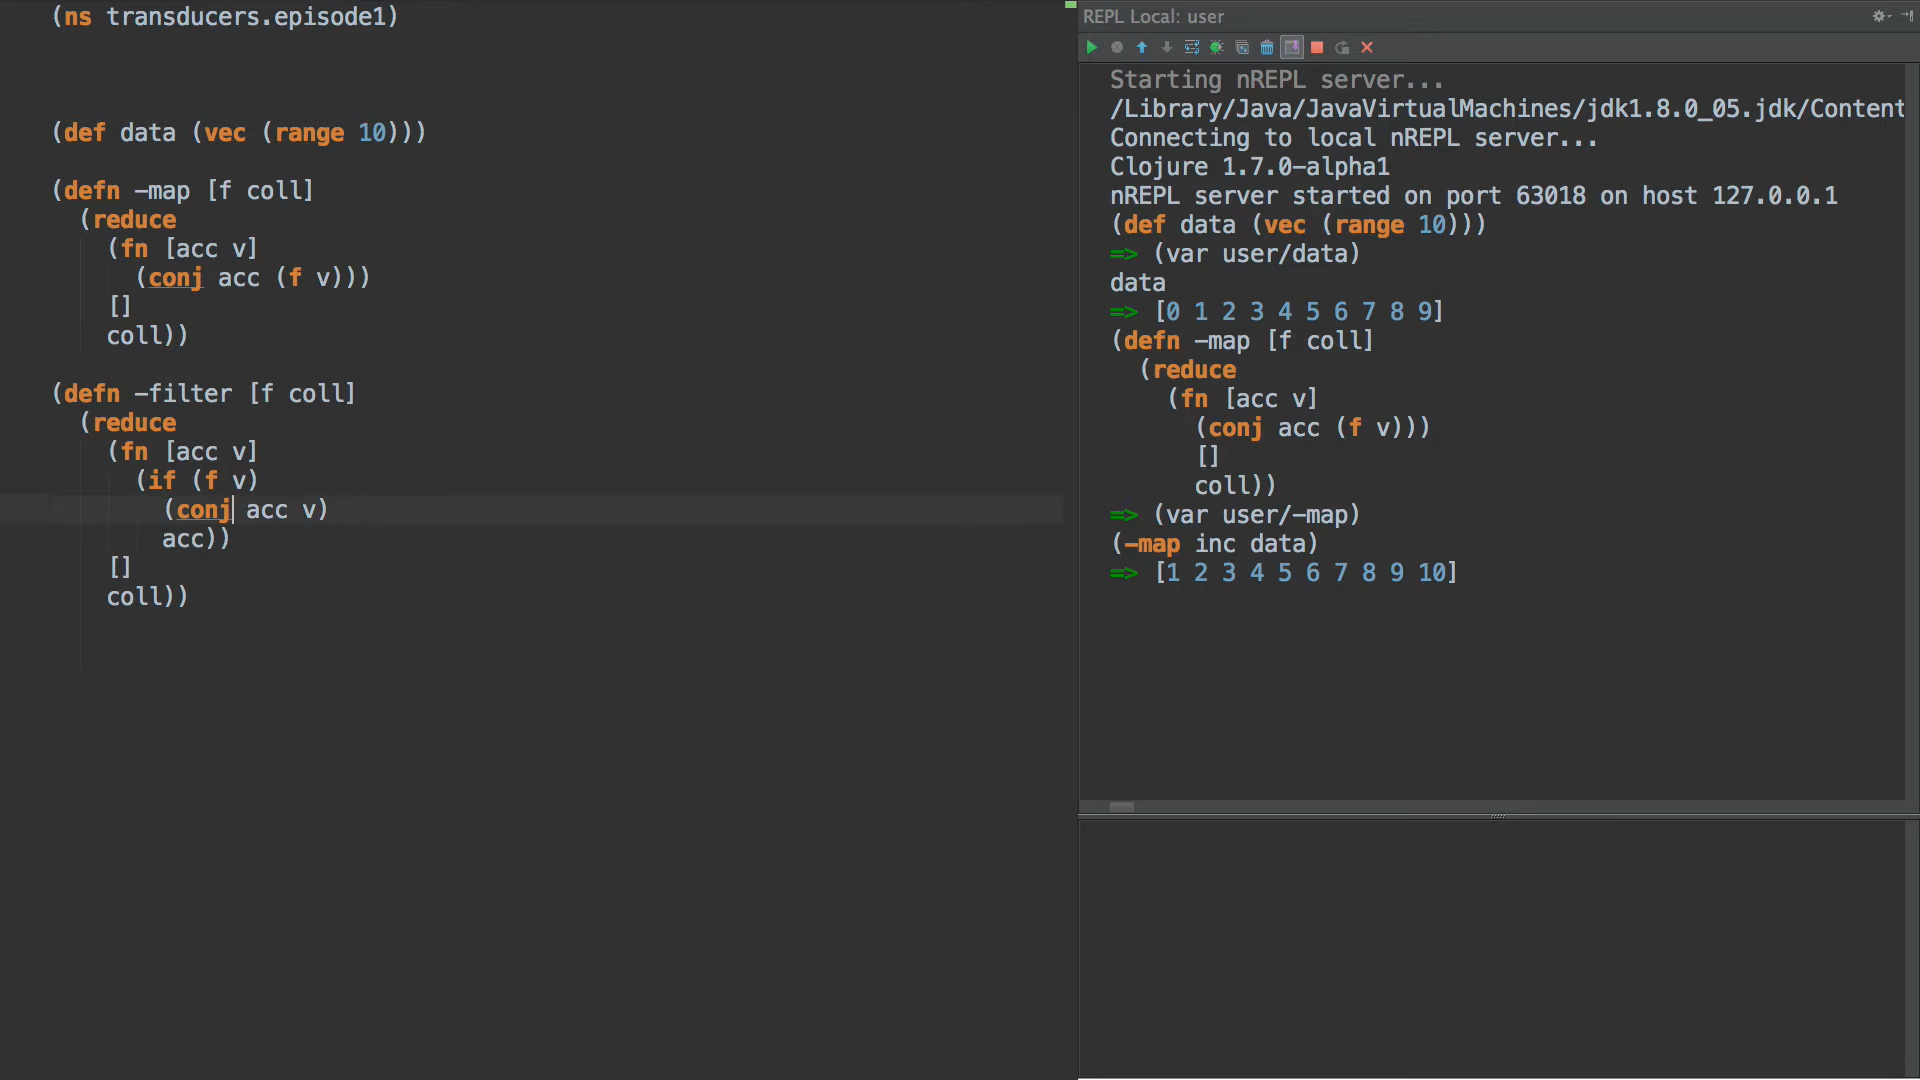 (ns transducers.episode1)
(def data (vec (range 10)))
(defn -map [f coll]
(reduce
(fn [acc v]
(conj acc (f v)))
[]
coll))
(defn -filter [f coll]
(reduce
(fn [acc v]
(if (f v)
(conj acc v)
acc))
[]
coll))
REPL Local: user
Starting nREPL server...
/Library/Java/JavaVirtualMachines/jdk1.8.0_05.jdk/Content
Connecting to local nREPL server...
Clojure 1.7.0-alpha1
nREPL server started on port 63018 on host 127.0.0.1
(def data (vec (range 10)))
=> (var user/data)
data
=> [0 1 2 3 4 5 6 7 8 9]
(defn -map [f coll]
(reduce
(fn [acc v]
(conj acc (f v)))
[]
coll))
=> (var user/-map)
(-map inc data)
=> [1 2 3 4 5 6 7 8 9 10]